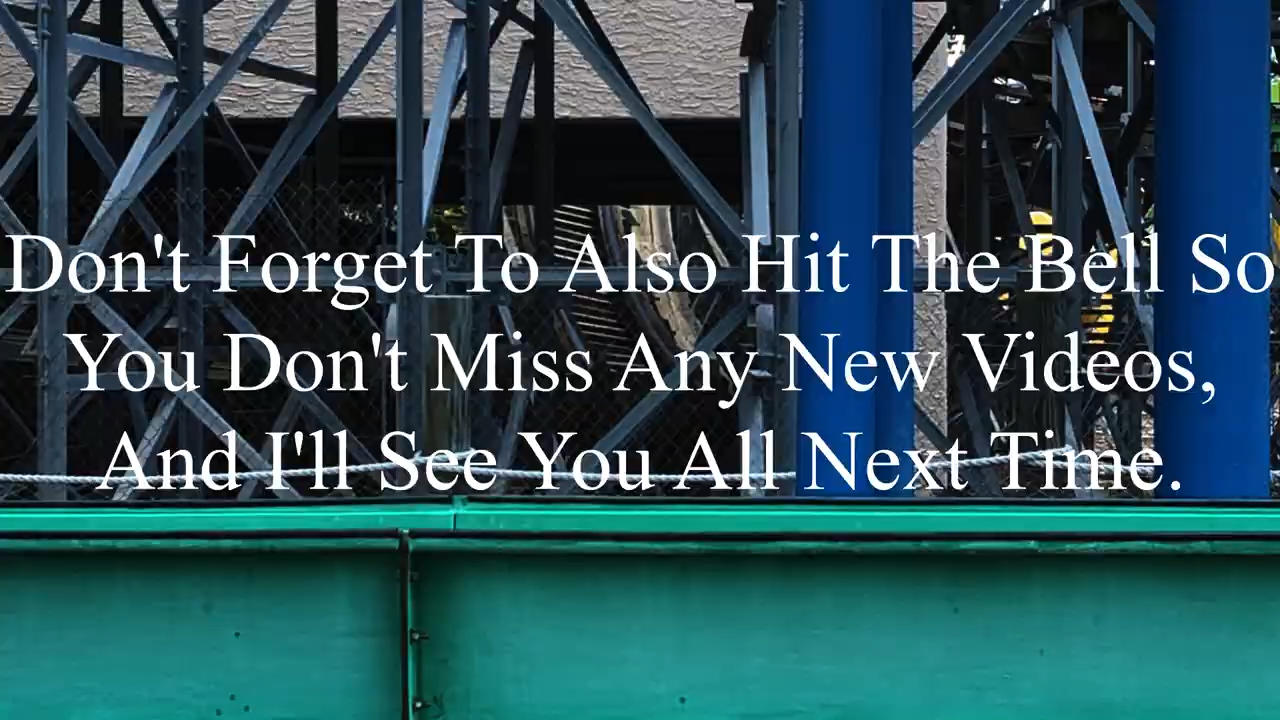 Don't Forget To Also Hit The Bell So
You Don't Miss Any New Videos,
And I'll See You All Next Time.